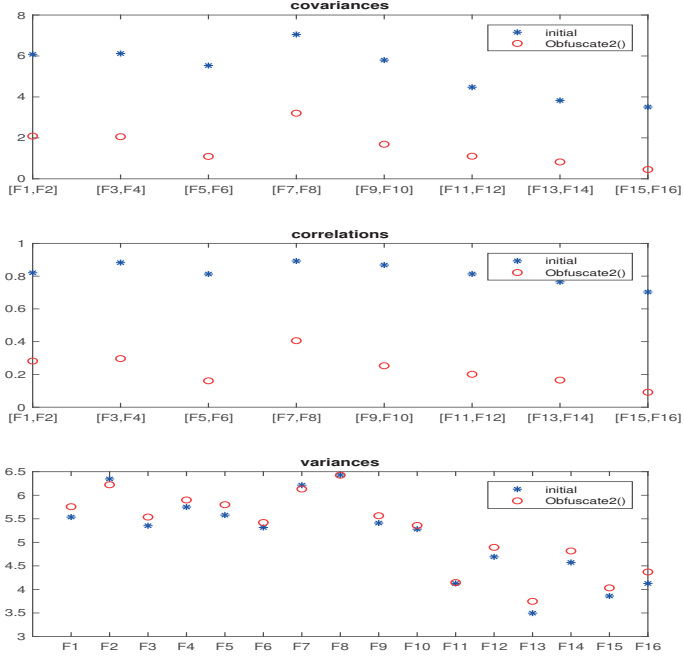 covariances
8
6
4
2
0
initial
Obfuscate2()
[F1,F2] [F3,F4] [F5,F6] [F7,F8] [F9,F10] [F11,F12] [F13,F14] [F15,F16]
correlations
1
0.8
0.6
0.4
0.2
0
initial
Obfuscate2()
[F1,F2] [F3,F4] [F5,F6] [F7,F8] [F9,F10] [F11,F12] [F13,F14] [F15,F16]
variances
6.5
6
5.5
5
4.5
4
3.5
3
initial
Obfuscate2()
F1 F2 F3 F4 F5 F6 F7 F8 F9 F10 F11 F12 F13 F14 F15 F16